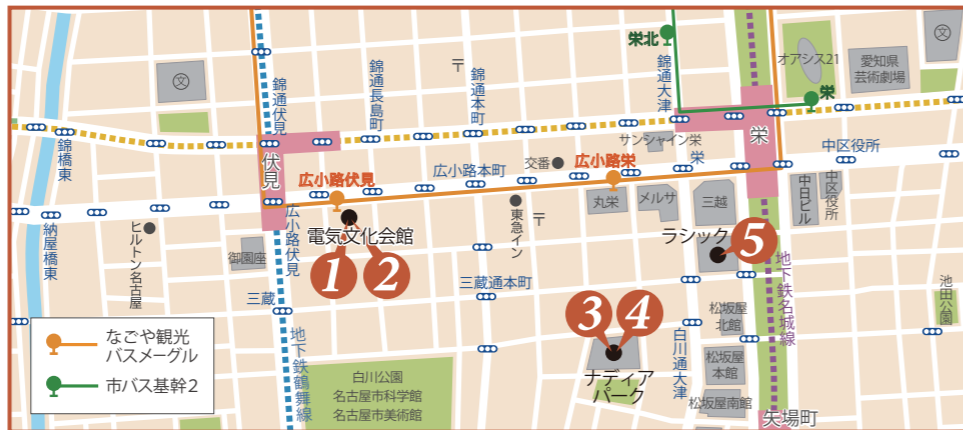 栄北
オアシス21
愛知県
芸術劇場
文
文
〒
錦通伏見
錦通長島町
錦通本町
錦通大津
栄
錦橋東
伏見
サンシャイン栄
栄
栄
中区役所
広小路伏見
広小路本町
交番
広小路栄
丸栄
メルサ
三越
中日ビル
中区役所
納屋橋東
ヒルトン名古屋
御園座
広小路伏見
電気文化会館
東急イン
〒
ラシック
1
2
5
三蔵
三蔵通本町
地下鉄名城線
池田公園
3
4
ナディア
パーク
白川通大津
松坂屋
北館
松坂屋
本館
松坂屋南館
矢場町
地下鉄鶴舞線
白川公園
名古屋市科学館
名古屋市美術館
なごや観光
バスメーグル
市バス基幹2